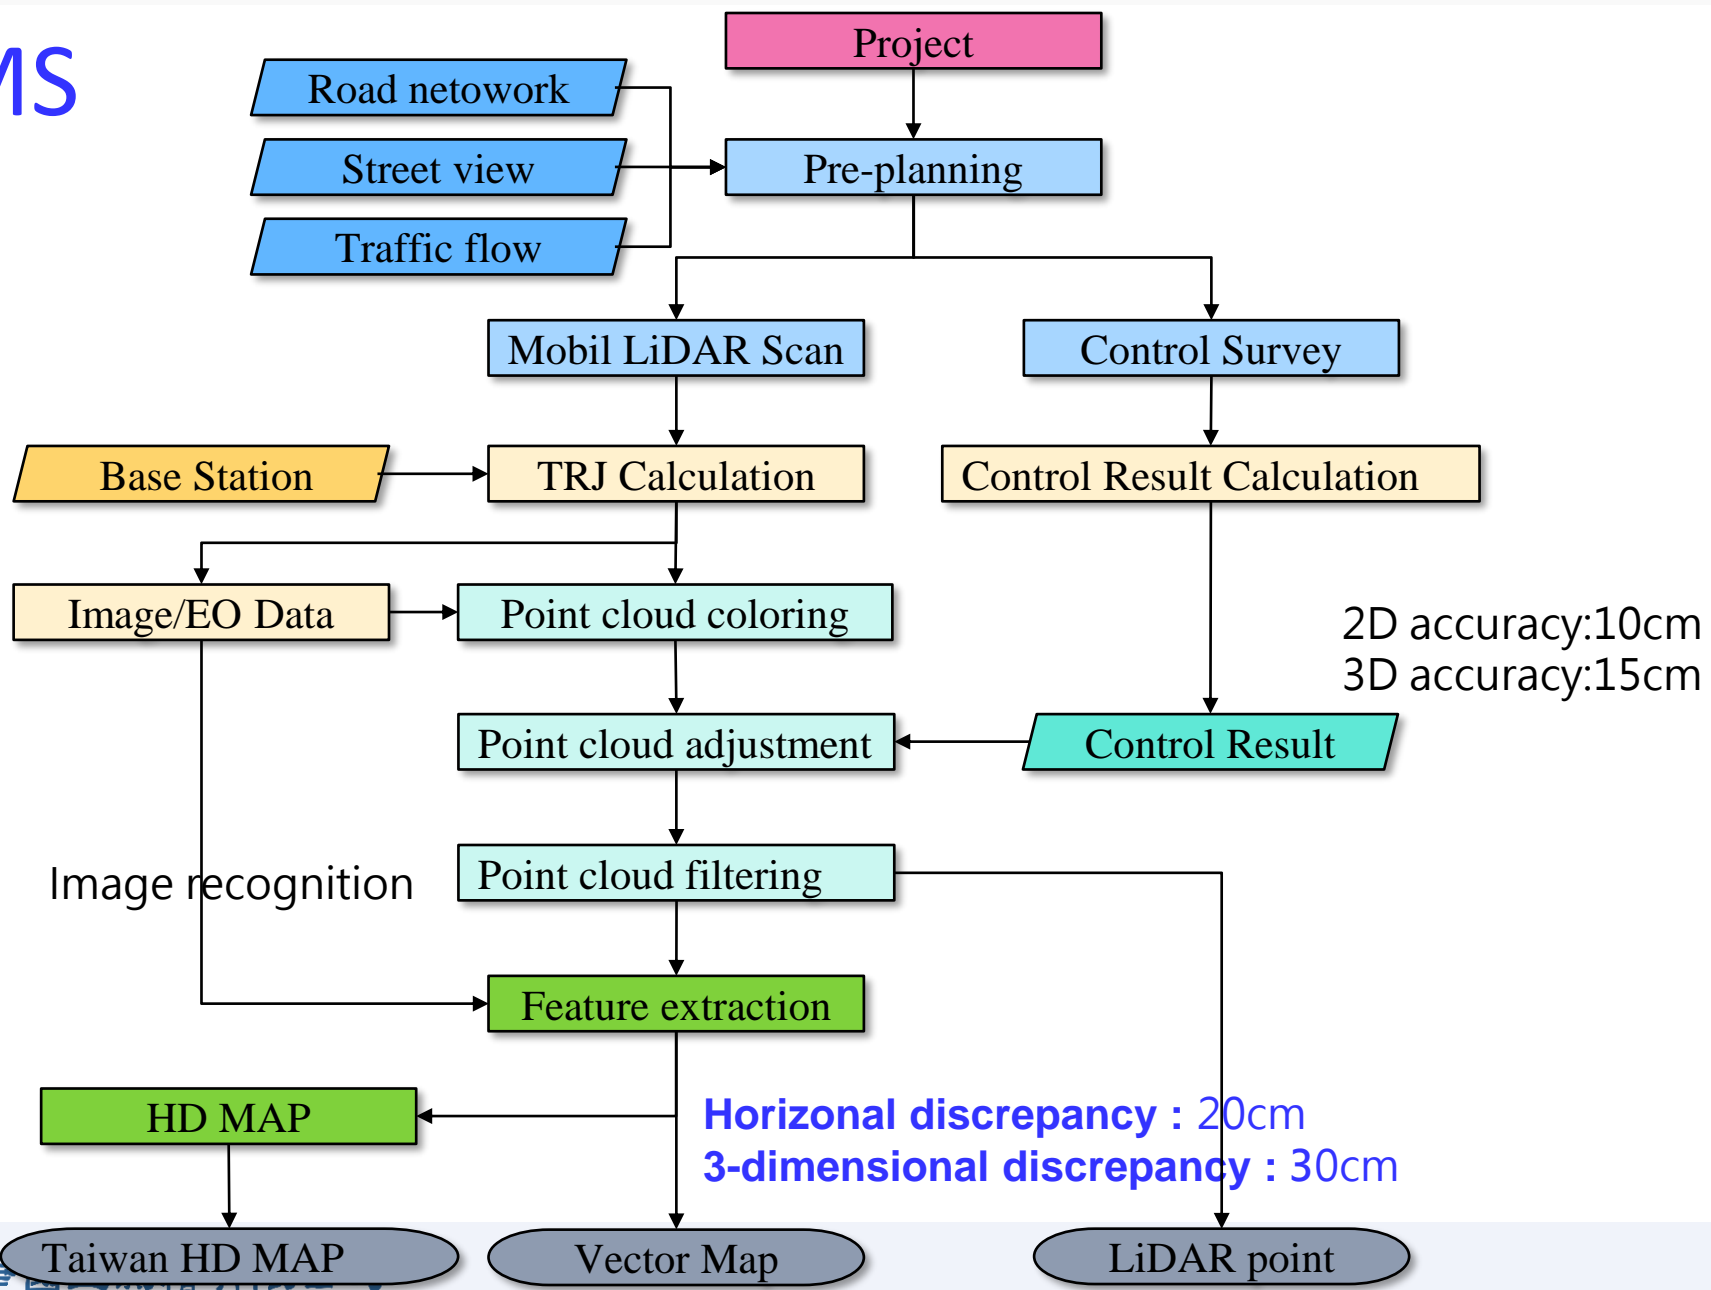 MS
Project
Road netowork
Street view
Pre-planning
Traffic flow
Mobil LiDAR Scan
Control Survey
Base Station
TRJ Calculation
Control Result Calculation
Image/EO Data
Point cloud coloring
2D accuracy:10cm
3D accuracy:15cm
Point cloud adjustment
Control Result
Image recognition
Point cloud filtering
Feature extraction
HD MAP
Horizonal discrepancy : 20cm
3-dimensional discrepancy : 30cm
Taiwan HD MAP
Vector Map
LiDAR point